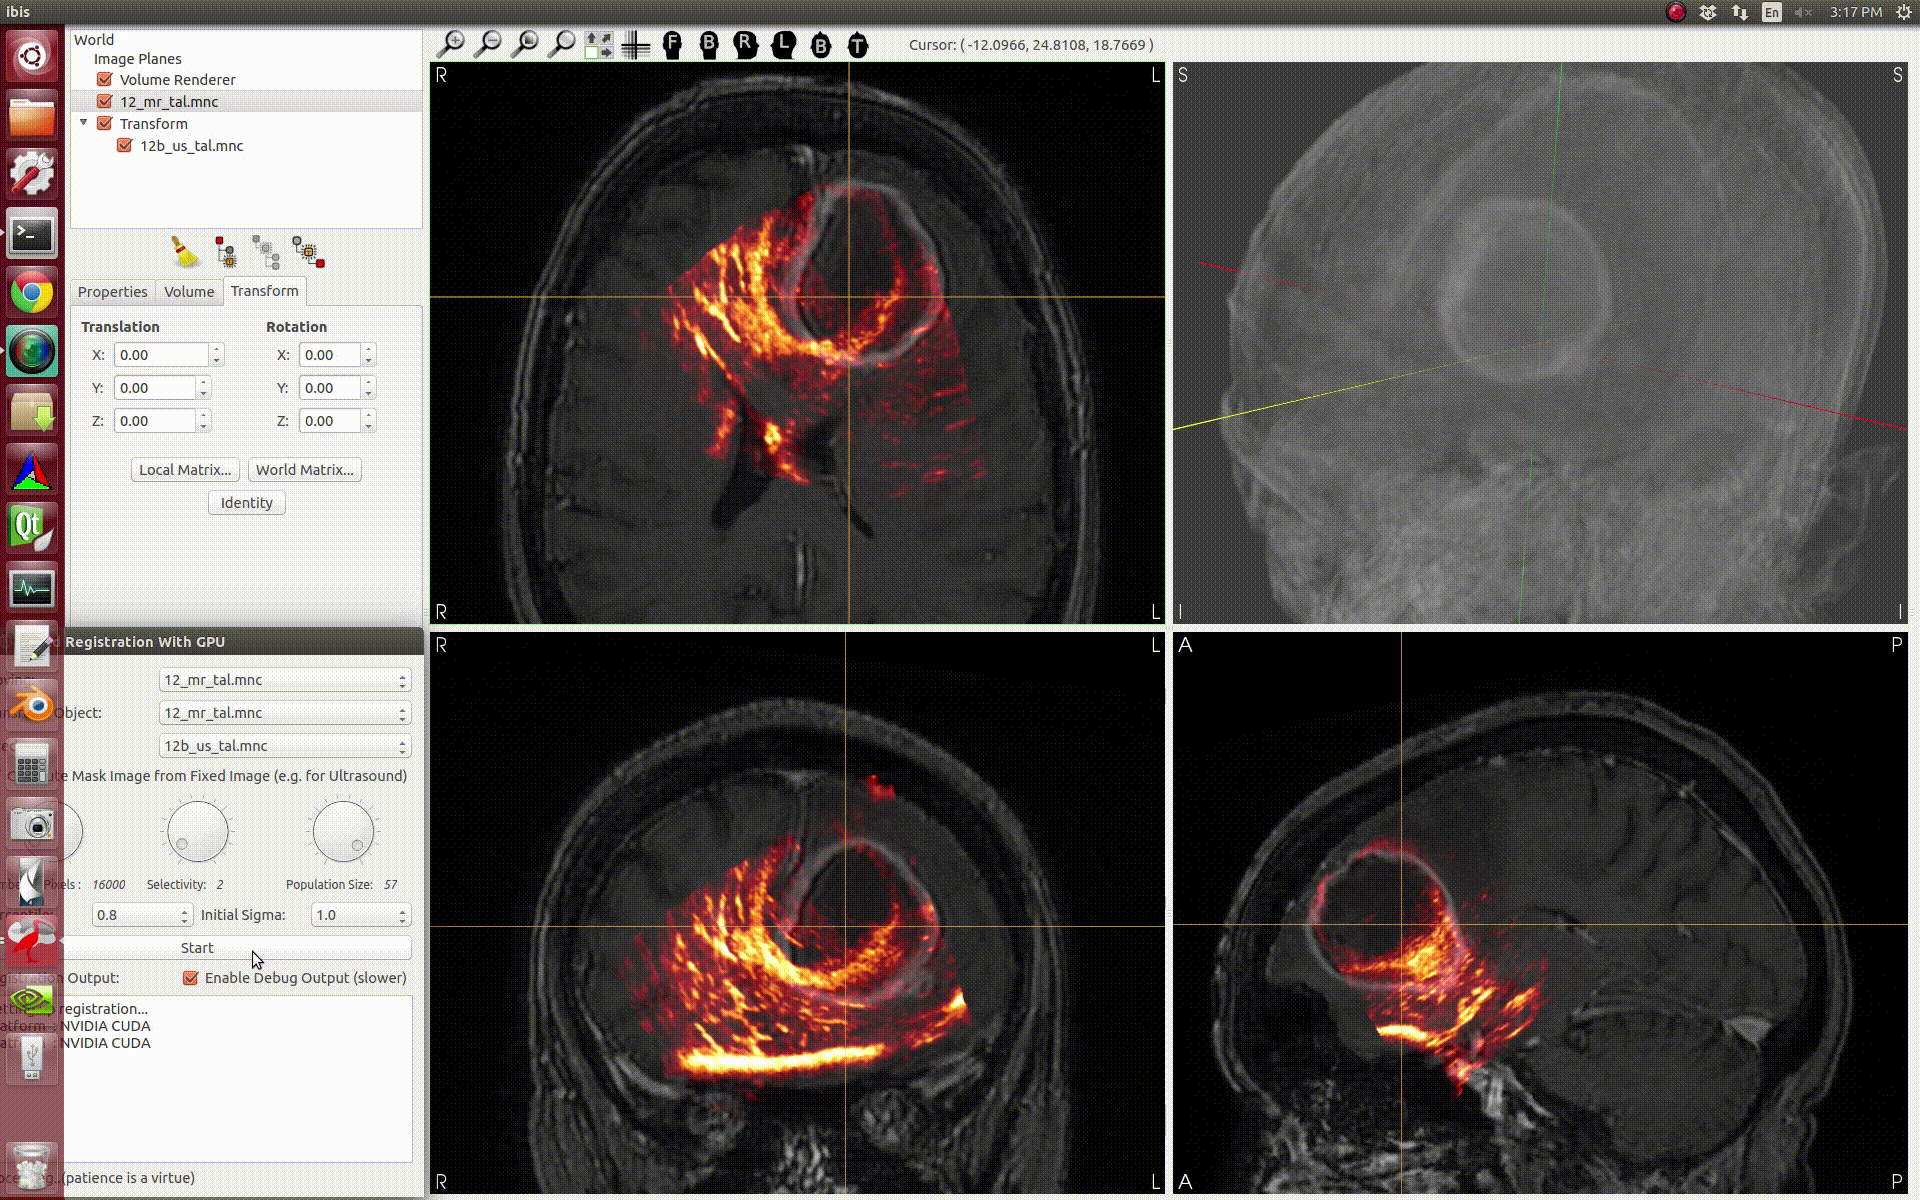 ibis
En
3:17 PM
World
Image Planes
Volume Renderer
12_mr_tal.mnc
Transform
12b_us_tal.mnc
Cursor: ( -12.0966, 24.8108, 18.7669 )
F B R L B T
Properties Volume Transform
Translation Rotation
X: 0.00 X: 0.00
Y: 0.00 Y: 0.00
Z: 0.00 Z: 0.00
Local Matrix... World Matrix...
Identity
R L
R L
S S
I I
R L
R L
A P
A P
Qt
Registration With GPU
12_mr_tal.mnc
Object: 12_mr_tal.mnc
12b_us_tal.mnc
Mask Image from Fixed Image (e.g. for Ultrasound)
Pixels : 16000 Selectivity: 2 Population Size: 57
0.8 Initial Sigma: 1.0
Start
Output: Enable Debug Output (slower)
registration...
NVIDIA CUDA
NVIDIA CUDA
(patience is a virtue)